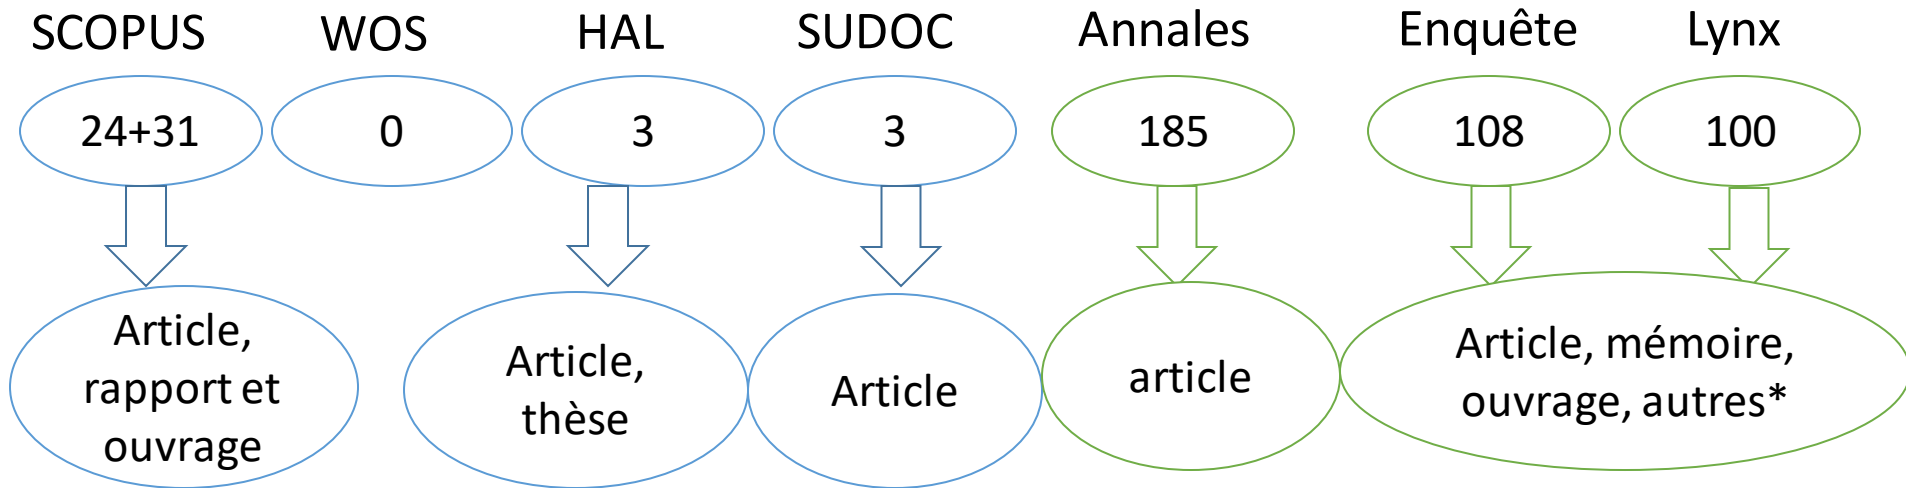 SCOPUS WOS HAL SUDOC Annales Enquête Lynx
24+31 0 3 3 185 108 100
Article,
rapport et
ouvrage
Article,
thèse
Article
article
Article, mémoire,
ouvrage, autres*